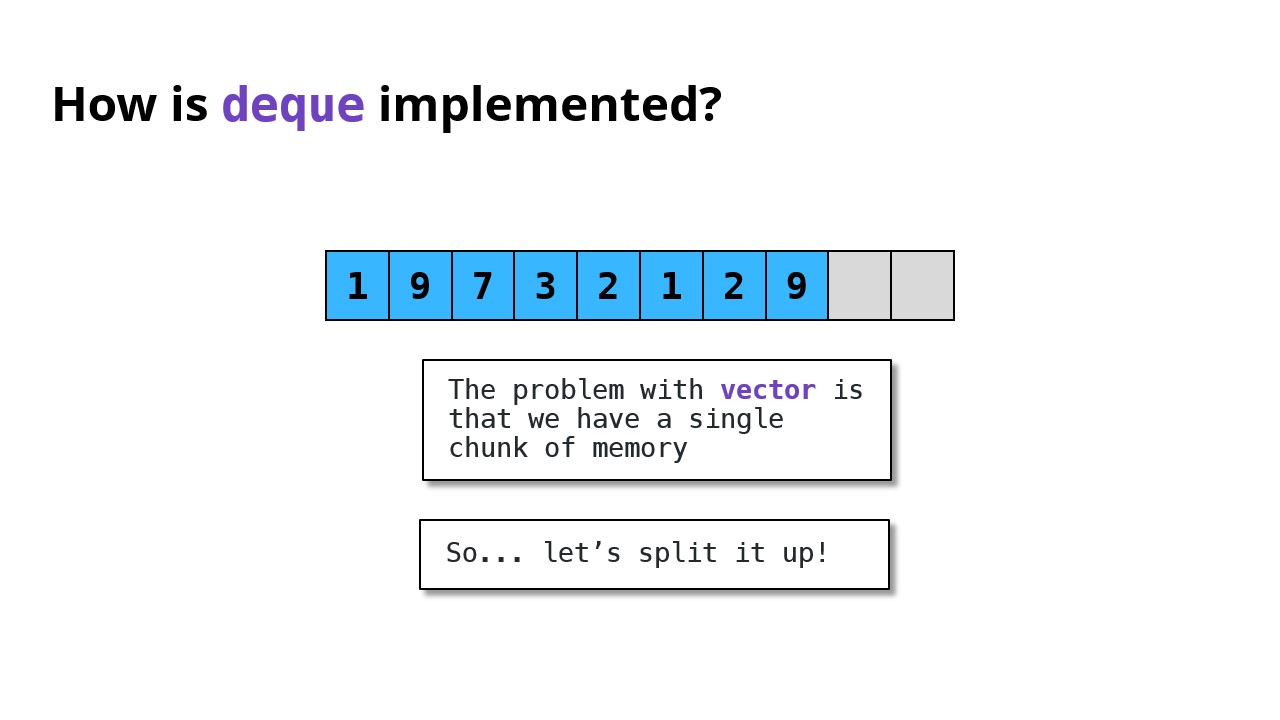 How is deque implemented?
1 9 7 3 2 1 2 9
The problem with vector is
that we have a single
chunk of memory
So... let’s split it up!